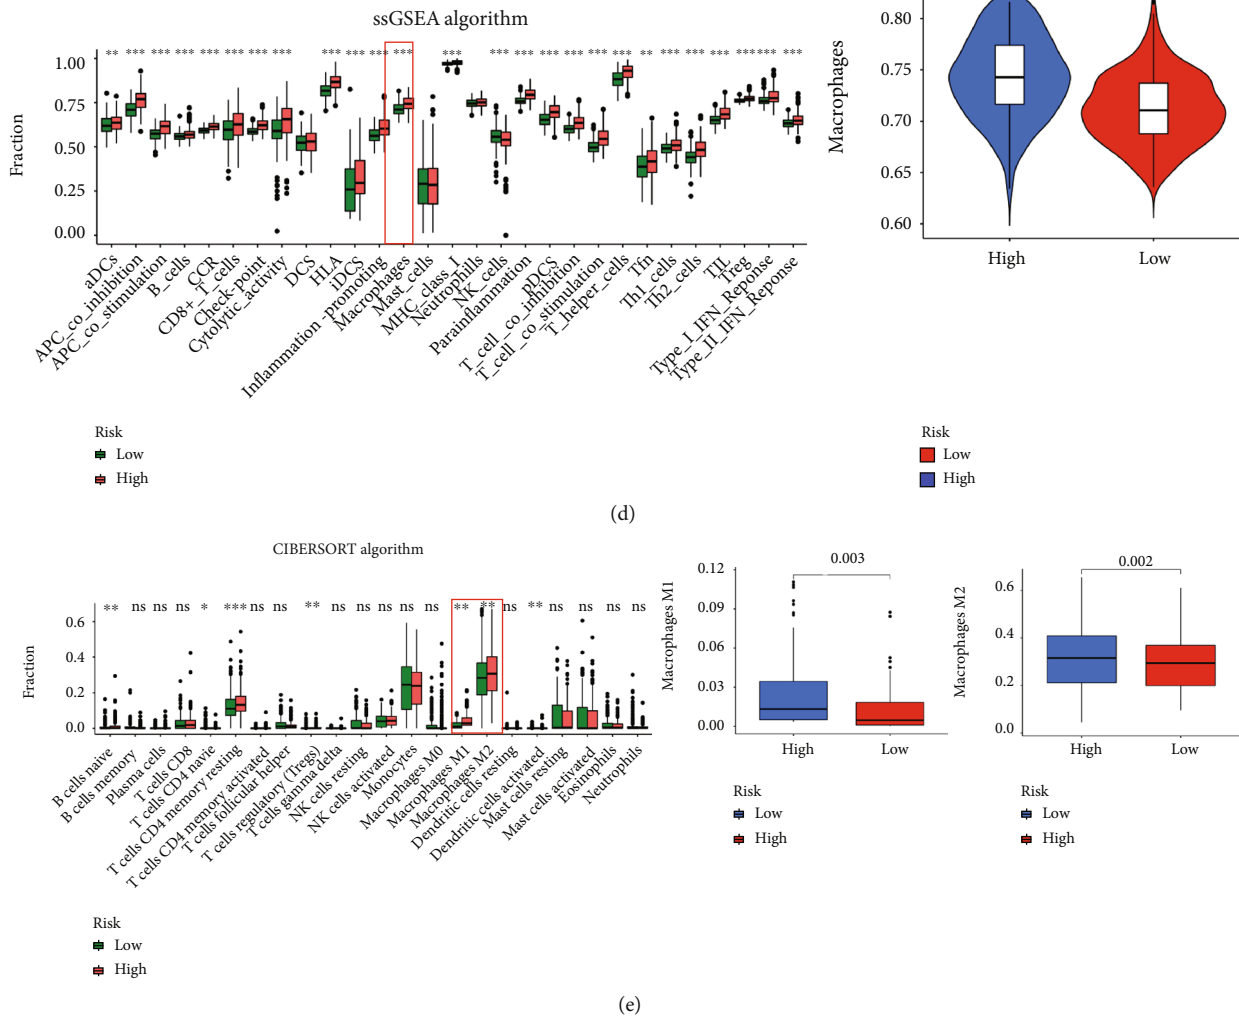 ssGSEA algorithm
Fraction
1.00
0.75
0.50
0.25
0.00
** *** *** *** *** *** *** *** *** *** *** *** *** *** *** *** *** *** *** ** *** *** *** *** *** ***
aDCs
APC_co_inhibition
APC_co_stimulation
B_cells
CCR
CD8+_T_cells
Check-point
Cytolytic_activity
DCS
HLA
iDCS
Inflammation -promoting
Macrophages
Mast_cells
MHC_class_I
Neutrophills
NK_cells
Parainflammation
pDCS
T_cell_co_inhibition
T_cell_co_stimulation
T_helper_cells
Tfn
Th1_cells
Th2_cells
TIL
Treg
Type_I_IFN_Reponse
Type_II_IFN_Reponse
Risk
Low
High
Macrophages
0.80
0.75
0.70
0.65
0.60
High Low
Risk
Low
High
(d)
CIBERSORT algorithm
Fraction
0.6
0.4
0.2
0.0
** ns ns ns * *** ns ns ** ns ns ns ns ns ** ** ns ** ns ns ns ns
B cells naive
B cells memory
Plasma cells
T cells CD8
T cells CD4 navie
T cells CD4 memory resting
T cells CD4 memory activated
T cells follicular helper
T cells regulatory (Tregs)
T cells gamma delta
NK cells resting
NK cells activated
Monocytes
Macrophages M0
Macrophages M1
Macrophages M2
Dendritic cells resting
Dendritic cells activated
Mast cells resting
Mast cells activated
Eosinophils
Neutrophils
Risk
Low
High
Macrophages M1
0.12
0.09
0.06
0.03
0.00
0.003
High Low
Risk
Low
High
Macrophages M2
0.6
0.4
0.2
0.0
0.002
High Low
Risk
Low
High
(e)